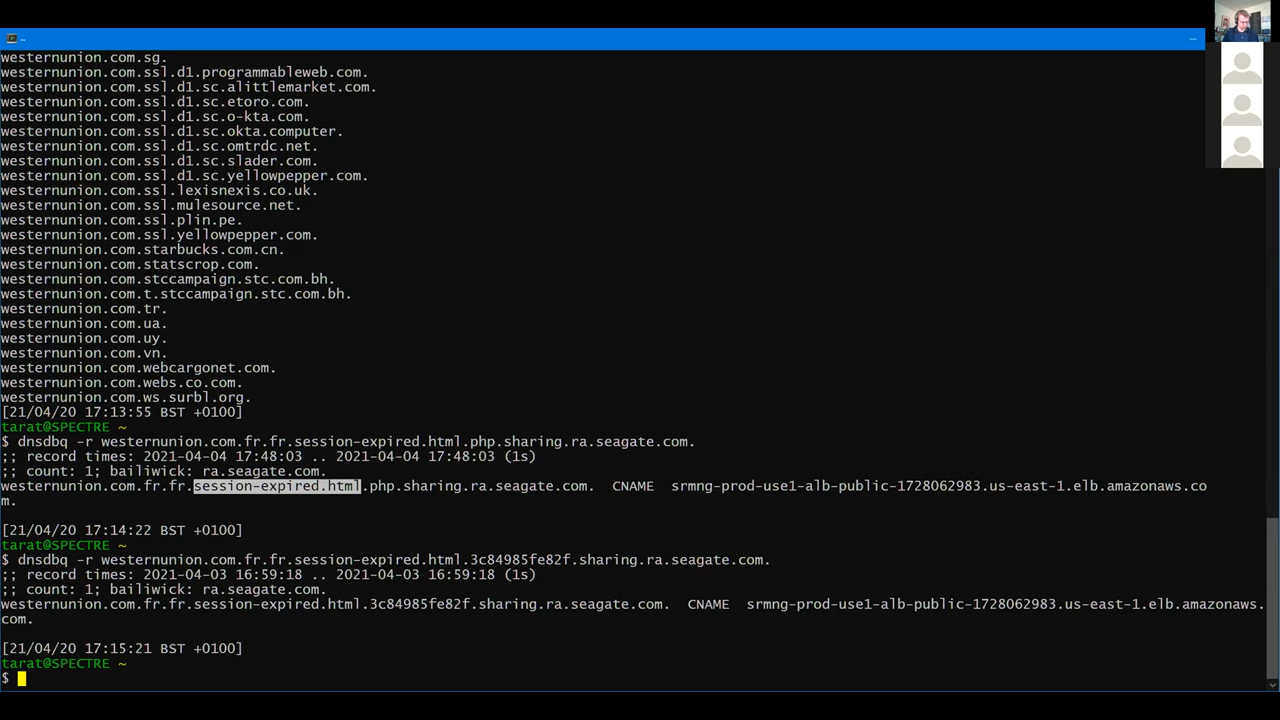 ~
westernunion.com.sg.
westernunion.com.ssl.d1.programmableweb.com.
westernunion.com.ssl.d1.sc.alittlemarket.com.
westernunion.com.ssl.d1.sc.etoro.com.
westernunion.com.ssl.d1.sc.o-kta.com.
westernunion.com.ssl.d1.sc.okta.computer.
westernunion.com.ssl.d1.sc.omtrdc.net.
westernunion.com.ssl.d1.sc.slader.com.
westernunion.com.ssl.d1.sc.yellowpepper.com.
westernunion.com.ssl.lexisnexis.co.uk.
westernunion.com.ssl.mulesource.net.
westernunion.com.ssl.plin.pe.
westernunion.com.ssl.yellowpepper.com.
westernunion.com.starbucks.com.cn.
westernunion.com.statscrop.com.
westernunion.com.stccampaign.stc.com.bh.
westernunion.com.t.stccampaign.stc.com.bh.
westernunion.com.tr.
westernunion.com.ua.
westernunion.com.uy.
westernunion.com.vn.
westernunion.com.webcargonet.com.
westernunion.com.webs.co.com.
westernunion.com.ws.surbl.org.
[21/04/20 17:13:55 BST +0100]
tarat@SPECTRE ~
$ dnsdbq -r westernunion.com.fr.fr.session-expired.html.php.sharing.ra.seagate.com.
;; record times: 2021-04-04 17:48:03 .. 2021-04-04 17:48:03 (1s)
;; count: 1; bailiwick: ra.seagate.com.
westernunion.com.fr.fr.session-expired.html.php.sharing.ra.seagate.com.  CNAME  srmng-prod-use1-alb-public-1728062983.us-east-1.elb.amazonaws.co
m.
[21/04/20 17:14:22 BST +0100]
tarat@SPECTRE ~
$ dnsdbq -r westernunion.com.fr.fr.session-expired.html.3c84985fe82f.sharing.ra.seagate.com.
;; record times: 2021-04-03 16:59:18 .. 2021-04-03 16:59:18 (1s)
;; count: 1; bailiwick: ra.seagate.com.
westernunion.com.fr.fr.session-expired.html.3c84985fe82f.sharing.ra.seagate.com.  CNAME  srmng-prod-use1-alb-public-1728062983.us-east-1.elb.amazonaws.
com.
[21/04/20 17:15:21 BST +0100]
tarat@SPECTRE ~
$